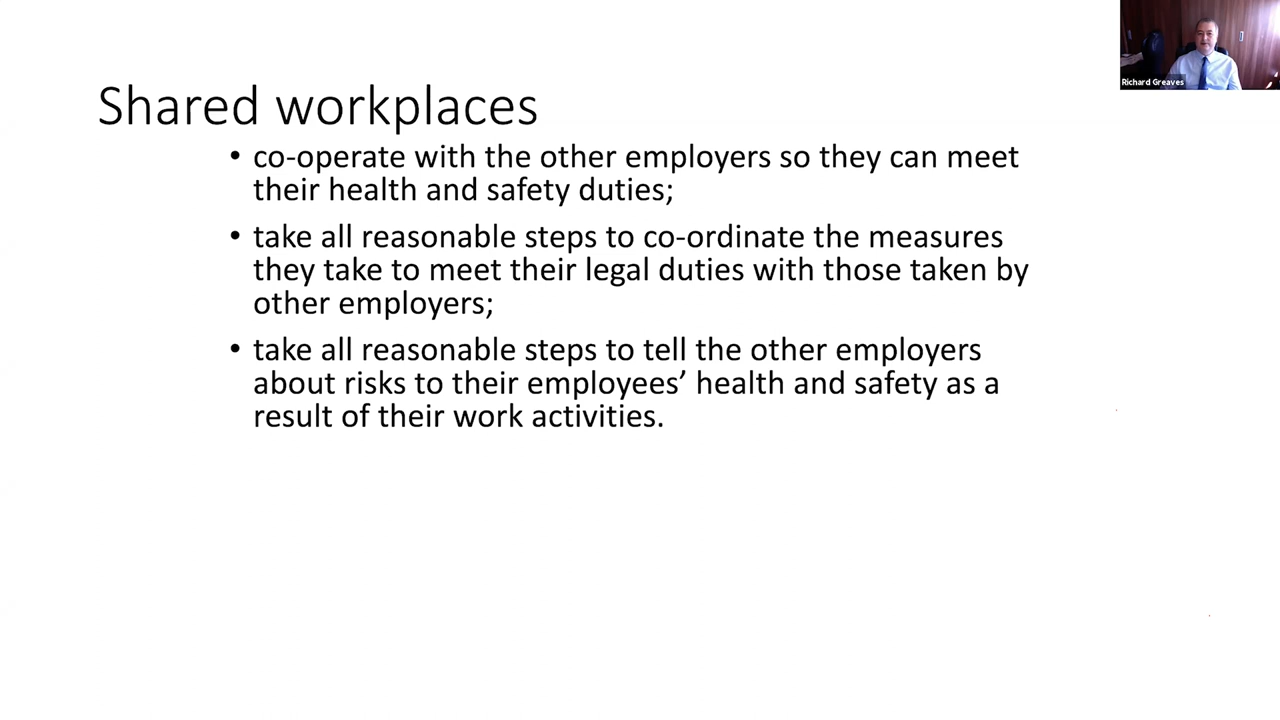 Richard Greaves
Shared workplaces
• co-operate with the other employers so they can meet
their health and safety duties;
• take all reasonable steps to co-ordinate the measures
they take to meet their legal duties with those taken by
other employers;
• take all reasonable steps to tell the other employers
about risks to their employees’ health and safety as a
result of their work activities.